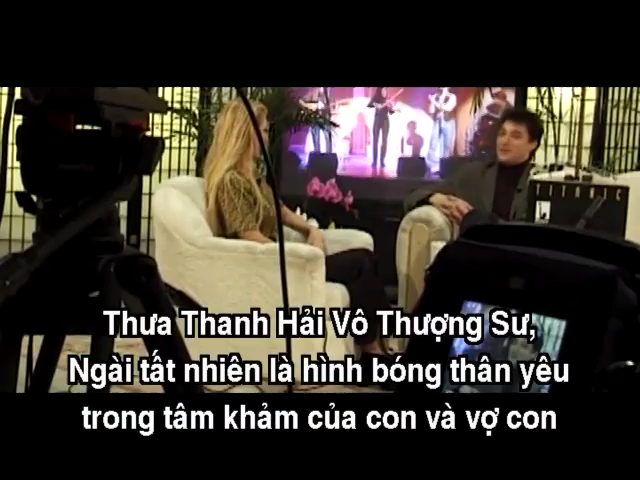 TITANIC
Thưa Thanh Hải Vô Thượng Sư,
Ngài tất nhiên là hình bóng thân yêu
trong tâm khảm của con và vợ con